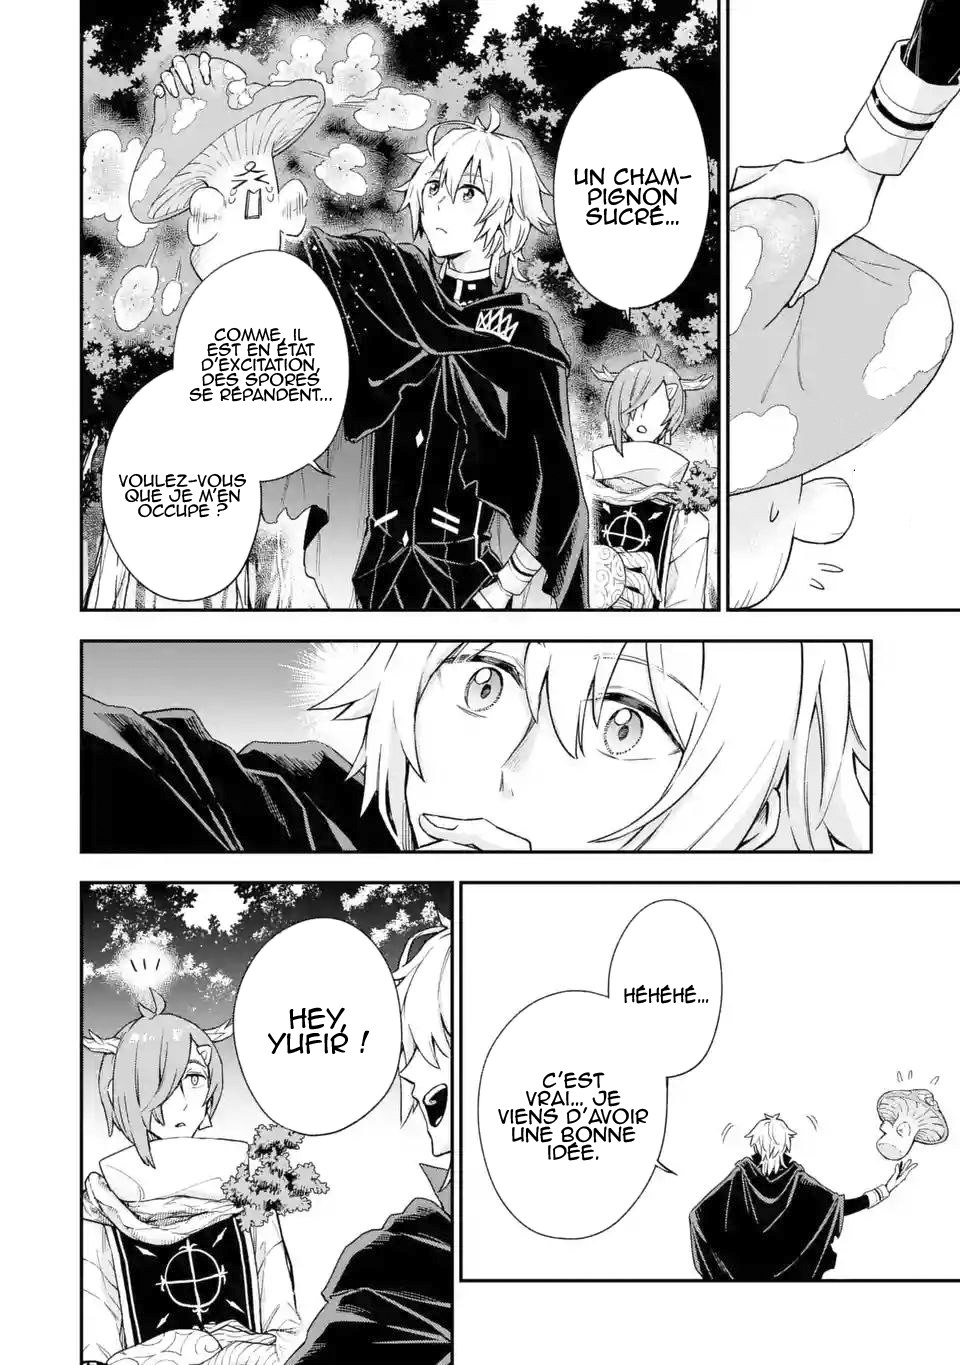 UN CHAM-
PIGNON
SUCRÉ...
COMME, IL
EST EN ÉTAT
D'EXCITATION,
DES SPORES
SE RÉPANDENT...
VOULEZ-VOUS
QUE JE M'EN
OCCUPE ?
HÉHÉHÉ...
C'EST
VRAI... JE
VIENS D'AVOIR
UNE BONNE
IDÉE.
HEY,
YUFIR !